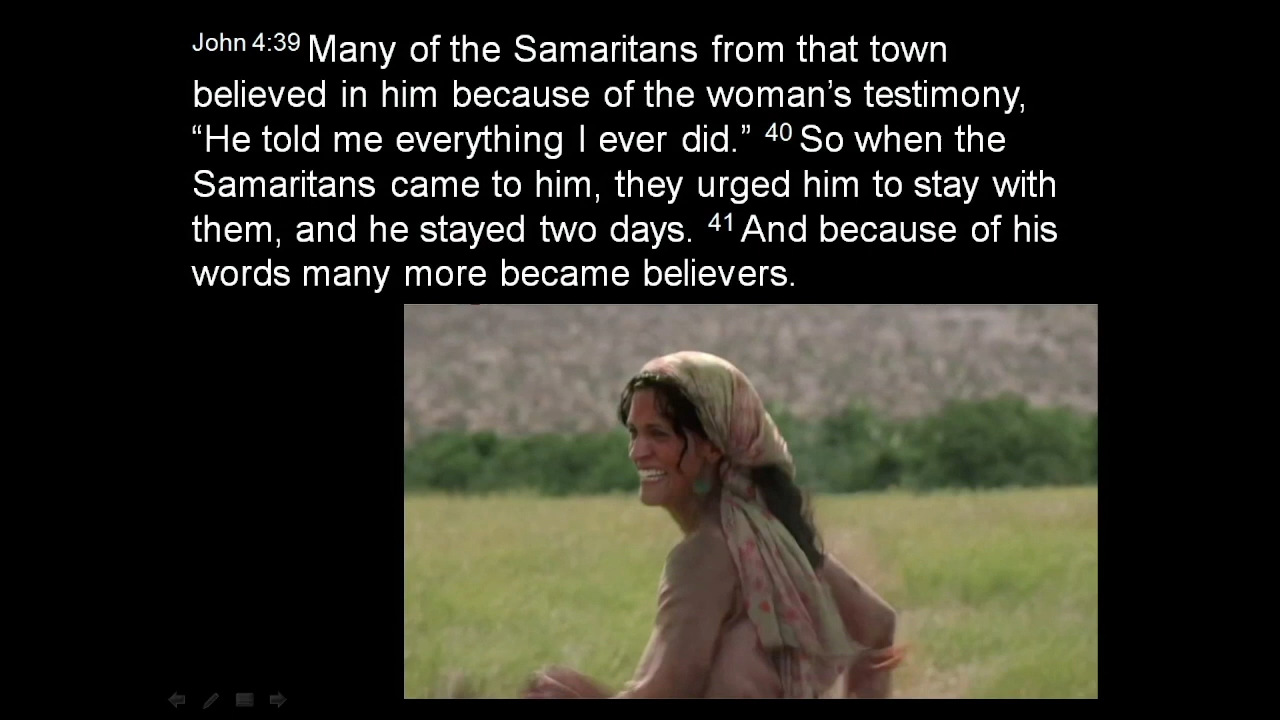 John 4:39 Many of the Samaritans from that town
believed in him because of the woman’s testimony,
“He told me everything I ever did.” 40 So when the
Samaritans came to him, they urged him to stay with
them, and he stayed two days. 41 And because of his
words many more became believers.